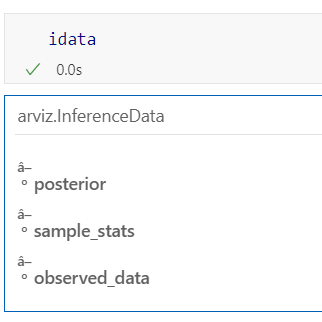 idata
0.0s
arviz.InferenceData
â–
° posterior
â–
° sample_stats
â–
° observed_data